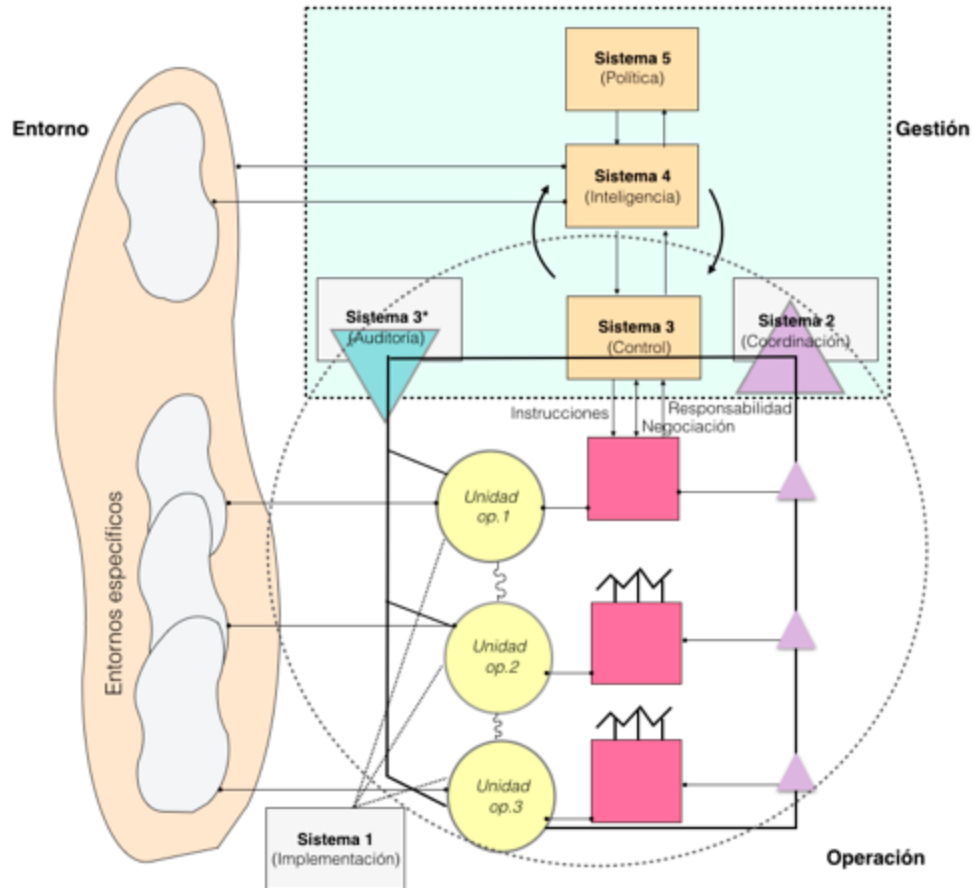 Sistema 5
(Política)
Entorno
Gestión
Sistema 4
(Inteligencia)
Sistema 3*
(Auditoría)
Sistema 3
(Control)
Sistema 2
(Coordinación)
Instrucciones
Responsabilidad
Negociación
Unidad
op.1
Entornos específicos
Unidad
op.2
Unidad
op.3
Sistema 1
(Implementación)
Operación